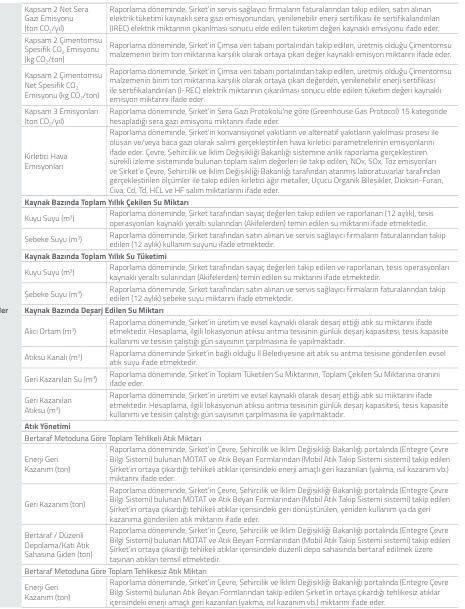 Kapsam 2 Net Sera
Gazı Emisyonu
(ton CO₂/yıl)
Raporlama döneminde, Şirket'in servis sağlayıcı firmaların faturalarından takip edilen, satın alınan
elektrik tüketimi kaynaklı sera gazı emisyonundan, yenilenebilir enerji sertifikası ile sertifikalandırılan
(IREC) elektrik miktarının çıkarılması sonucu elde edilen tüketim değeri kaynaklı emisyonu ifade eder.
Kapsam 2 Çimentomsu
Spesifik CO₂ Emisyonu
(kg CO₂/ton)
Raporlama döneminde, Şirket'in Çimsa veri tabanı portalından takip edilen, üretmiş olduğu Çimentomsu
malzemenin birim ton miktarına karşılık olarak ortaya çıkan değer kaynaklı emisyon miktarını ifade eder.
Kapsam 2 Çimentomsu
Net Spesifik CO₂
Emisyonu (kg CO₂/ton)
Raporlama döneminde, Şirket'in Çimsa veri tabanı portalından takip edilen, üretmiş olduğu Çimentomsu
malzemenin birim ton miktarına karşılık olarak ortaya çıkan değerden, yenilenebilir enerji sertifikası
ile sertifikalandırılan (I-REC) elektrik miktarının çıkarılması sonucu elde edilen tüketim değeri kaynaklı
emisyon miktarını ifade eder.
Kapsam 3 Emisyonları
(ton CO₂/yıl)
Raporlama döneminde, Şirket'in Sera Gazı Protokolü'ne göre (Greenhouse Gas Protocol) 15 kategoride
hesapladığı sera gazı emisyonu miktarını ifade eder.
Kirletici Hava
Emisyonları
Raporlama döneminde, Şirket'in konvansiyonel yakıtların ve alternatif yakıtların yakılması prosesi ile
oluşan ve/veya baca gazı olarak salımı gerçekleştirilen hava kirletici parametrelerinin emisyonlarını
ifade eder. Çevre, Şehircilik ve İklim Değişikliği Bakanlığı sistemine anlık raporlama gerçekleştiren
sürekli izleme sisteminde bulunan toplam salım değerleri ile takip edilen, NOx, SOx, Toz emisyonları
ve Şirket'e Çevre, Şehircilik ve İklim Değişikliği Bakanlığı tarafından atanmış laboratuvarlar tarafından
gerçekleştirilen ölçümler ile takip edilen kirletici ağır metaller, Uçucu Organik Bileşikler, Dioksin-Furan,
Civa, Cd, Td, HCL ve HF salım miktarlarını ifade eder.
Kaynak Bazında Toplam Yıllık Çekilen Su Miktarı
Kuyu Suyu (m³)
Raporlama döneminde, Şirket tarafından sayaç değerleri takip edilen ve raporlanan (12 aylık), tesis
operasyonları kaynaklı yeraltı sularından (Akiferlerden) temin edilen su miktarını ifade etmektedir.
Şebeke Suyu (m³)
Raporlama döneminde, Şirket tarafından satın alınan ve servis sağlayıcı firmaların faturalarından takip
edilen (12 aylık) kullanım suyunu ifade etmektedir.
Kaynak Bazında Toplam Yıllık Su Tüketimi
Kuyu Suyu (m³)
Raporlama döneminde, Şirket tarafından sayaç değerleri takip edilen ve raporlanan, tesis operasyonları
kaynaklı yeraltı sularından (Akiferlerden) temin edilen su miktarını ifade etmektedir.
Şebeke Suyu (m³)
Raporlama döneminde, Şirket tarafından satın alınan ve servis sağlayıcı firmaların faturalarından takip
edilen (12 aylık) sebeke suyu miktarını ifade etmektedir.
ler
Kaynak Bazında Deşarj Edilen Su Miktarı
Alıcı Ortam (m³)
Raporlama döneminde, Şirket'in üretim ve evsel kaynaklı olarak deşarj ettiği atık su miktarını ifade
etmektedir. Hesaplama, ilgili lokasyonun atıksu arıtma tesisinin günlük deşarj kapasitesi, tesis kapasite
kullanımı ve tesisin çalıştığı gün sayısının çarpılmasına ile yapılmaktadır.
Atıksu Kanalı (m³)
Raporlama döneminde Şirket'in bağlı olduğu İl Belediyesine ait atık su arıtma tesisine gönderilen evsel
atık suyu ifade etmektedir.
Geri Kazanılan Su (m³)
Raporlama döneminde, Şirket'in Toplam Tüketilen Su Miktarının, Toplam Çekilen Su Miktarına oranını
ifade eder.
Geri Kazanılan
Atıksu (m³)
Raporlama döneminde, Şirket'in üretim ve evsel kaynaklı olarak deşarj ettiği atık su miktarını ifade
etmektedir. Hesaplama, ilgili lokasyonun atıksu arıtma tesisinin günlük deşarj kapasitesi, tesis kapasite
kullanımı ve tesisin çalıştığı gün sayısının çarpılmasına ile yapılmaktadır.
Atık Yönetimi
Bertaraf Metoduna Göre Toplam Tehlikeli Atık Miktarı
Enerji Geri
Kazanım (ton)
Raporlama döneminde, Şirket'in Çevre, Şehircilik ve İklim Değişikliği Bakanlığı portalında (Entegre Çevre
Bilgi Sistemi) bulunan MOTAT ve Atık Beyan Formlarından (Mobil Atık Takip Sistemi sistemi) takip edilen
Şirket'in ortaya çıkardığı tehlikeli atıklar içerisindeki enerji amaçlı geri kazanılan (yakma, ısıl kazanım vb.)
miktarını ifade eder.
Geri Kazanım (ton)
Raporlama döneminde, Şirket'in Çevre, Şehircilik ve İklim Değişikliği Bakanlığı portalında (Entegre Çevre
Bilgi Sistemi) bulunan MOTAT ve Atık Beyan Formlarından (Mobil Atık Takip Sistemi sistemi) takip edilen
Şirket'in ortaya çıkardığı tehlikeli atıklar içerisindeki geri dönüştürülen, yeniden kullanım ya da geri
kazanıma gönderilen atık miktarını ifade eder.
Bertaraf / Düzenli
Depolama/Katı Atık
Sahasına Giden (ton)
Raporlama döneminde, Şirket'in Çevre, Şehircilik ve İklim Değişikliği Bakanlığı portalında (Entegre Çevre
Bilgi Sistemi) bulunan MOTAT ve Atık Beyan Formlarından (Mobil Atık Takip Sistemi sistemi) takip edilen
Şirket'in ortaya çıkardığı tehlikeli atıklar içerisindeki düzenli depo sahasında bertaraf edilmek üzere
taşınan atıkları temsil etmektedir.
Bertaraf Metoduna Göre Toplam Tehlikesiz Atık Miktarı
Enerji Geri
Kazanım (ton)
Raporlama döneminde, Şirket'in Çevre, Şehircilik ve İklim Değişikliği Bakanlığı portalında (Entegre Çevre
Bilgi Sistemi) bulunan Atık Beyan Formlarından takip edilen Şirket'in ortaya çıkardığı tehlikesiz atıklar
içerisindeki enerji amaçlı geri kazanılan (yakma, ısıl kazanım vb.) miktarını ifade eder.